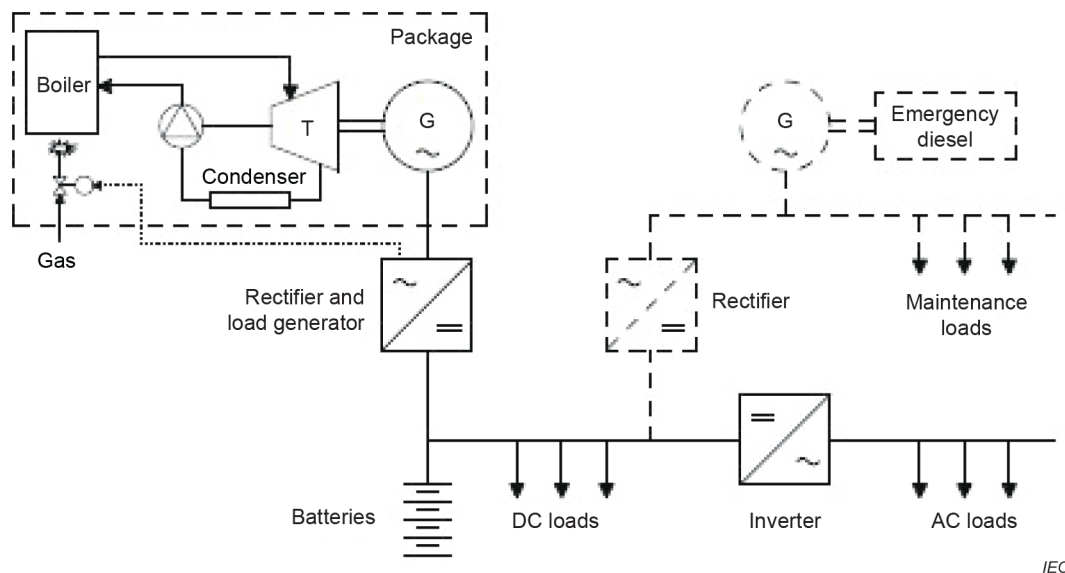 Package
Boiler
T
G
G
Emergency
diesel
Condenser
Gas
Rectifier and
load generator
Rectifier
Maintenance
loads
Batteries
DC loads
Inverter
AC loads
IEC